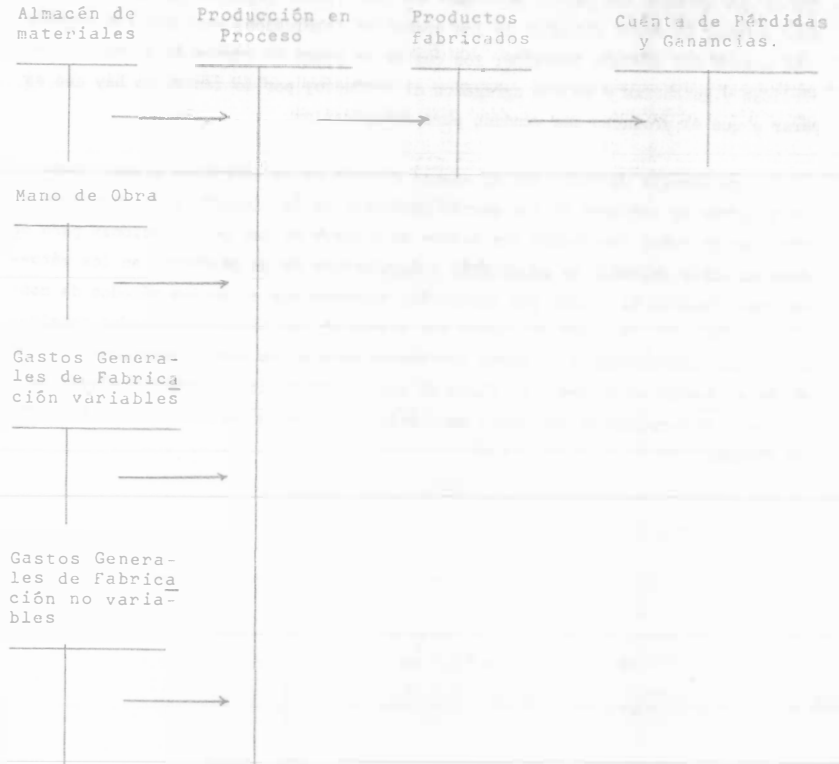 Almacén de
materiales
Producción en
Proceso
Productos
fabricados
Cuenta de Pérdidas
y Ganancias.
Mano de Obra
Gastos Genera-
les de Fabrica
ción variables
Gastos Genera-
les de Fabrica
ción no varia-
bles